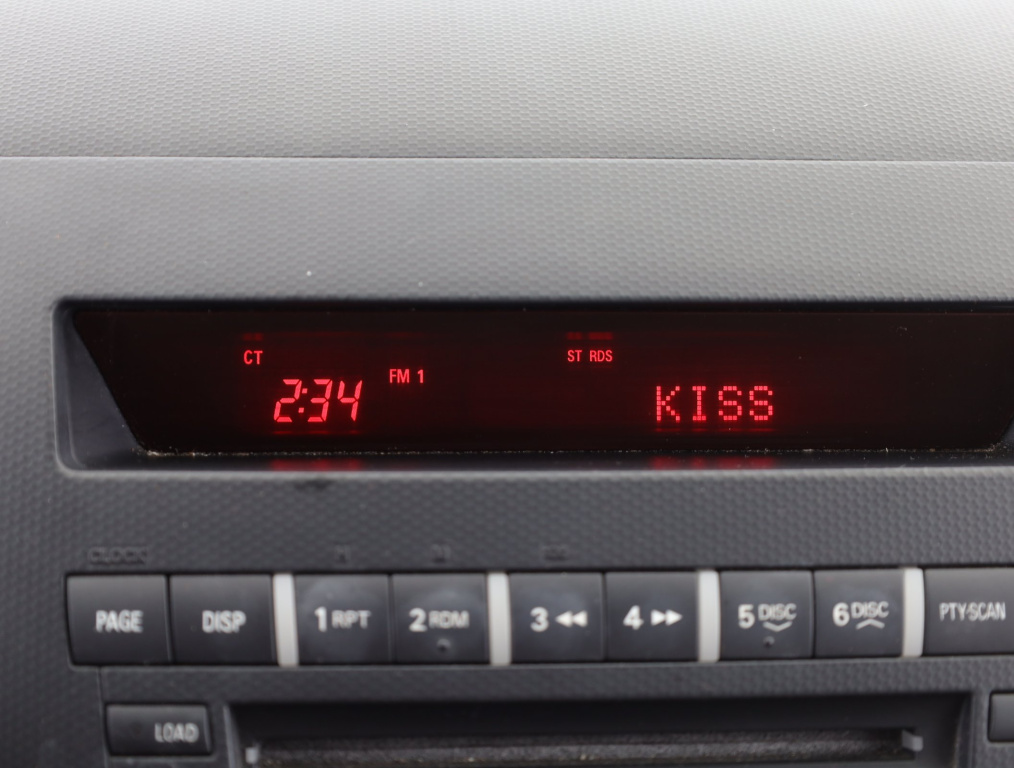 CT
ST RDS
FM 1
2:34
KISS
CLOCK
PAGE
DISP
1 RPT
2 RDM
3 ◀◀
4 ▶▶
5 DISC
6 DISC
PTY·SCAN
LOAD